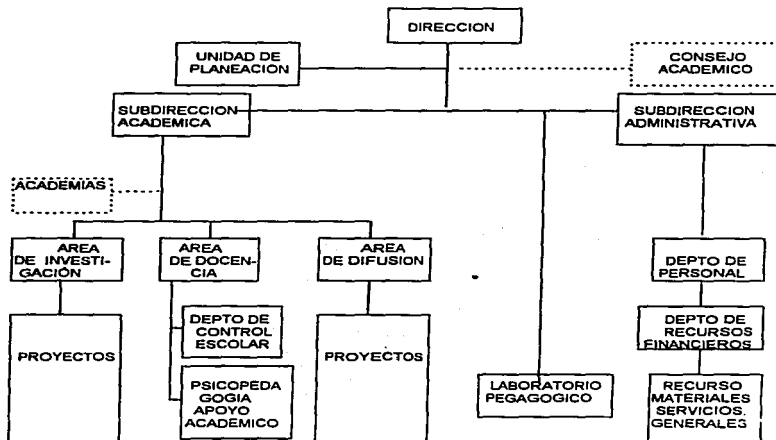 DIRECCION
UNIDAD DE
PLANEACION
CONSEJO
ACADEMICO
SUBDIRECCION
ACADEMICA
SUBDIRECCION
ADMINISTRATIVA
ACADEMIAS
AREA
DE INVESTI-
GACIÓN
AREA
DE DOCEN-
CIA
AREA
DE DIFUSION
DEPTO DE
PERSONAL
PROYECTOS
DEPTO DE
CONTROL
ESCOLAR
PROYECTOS
DEPTO DE
RECURSOS
FINANCIEROS
PSICOPEDA
GOGIA
APOYO
ACADEMICO
LABORATORIO
PEGAGOGICO
RECURSO
MATERIALES
SERVICIOS.
GENERALES